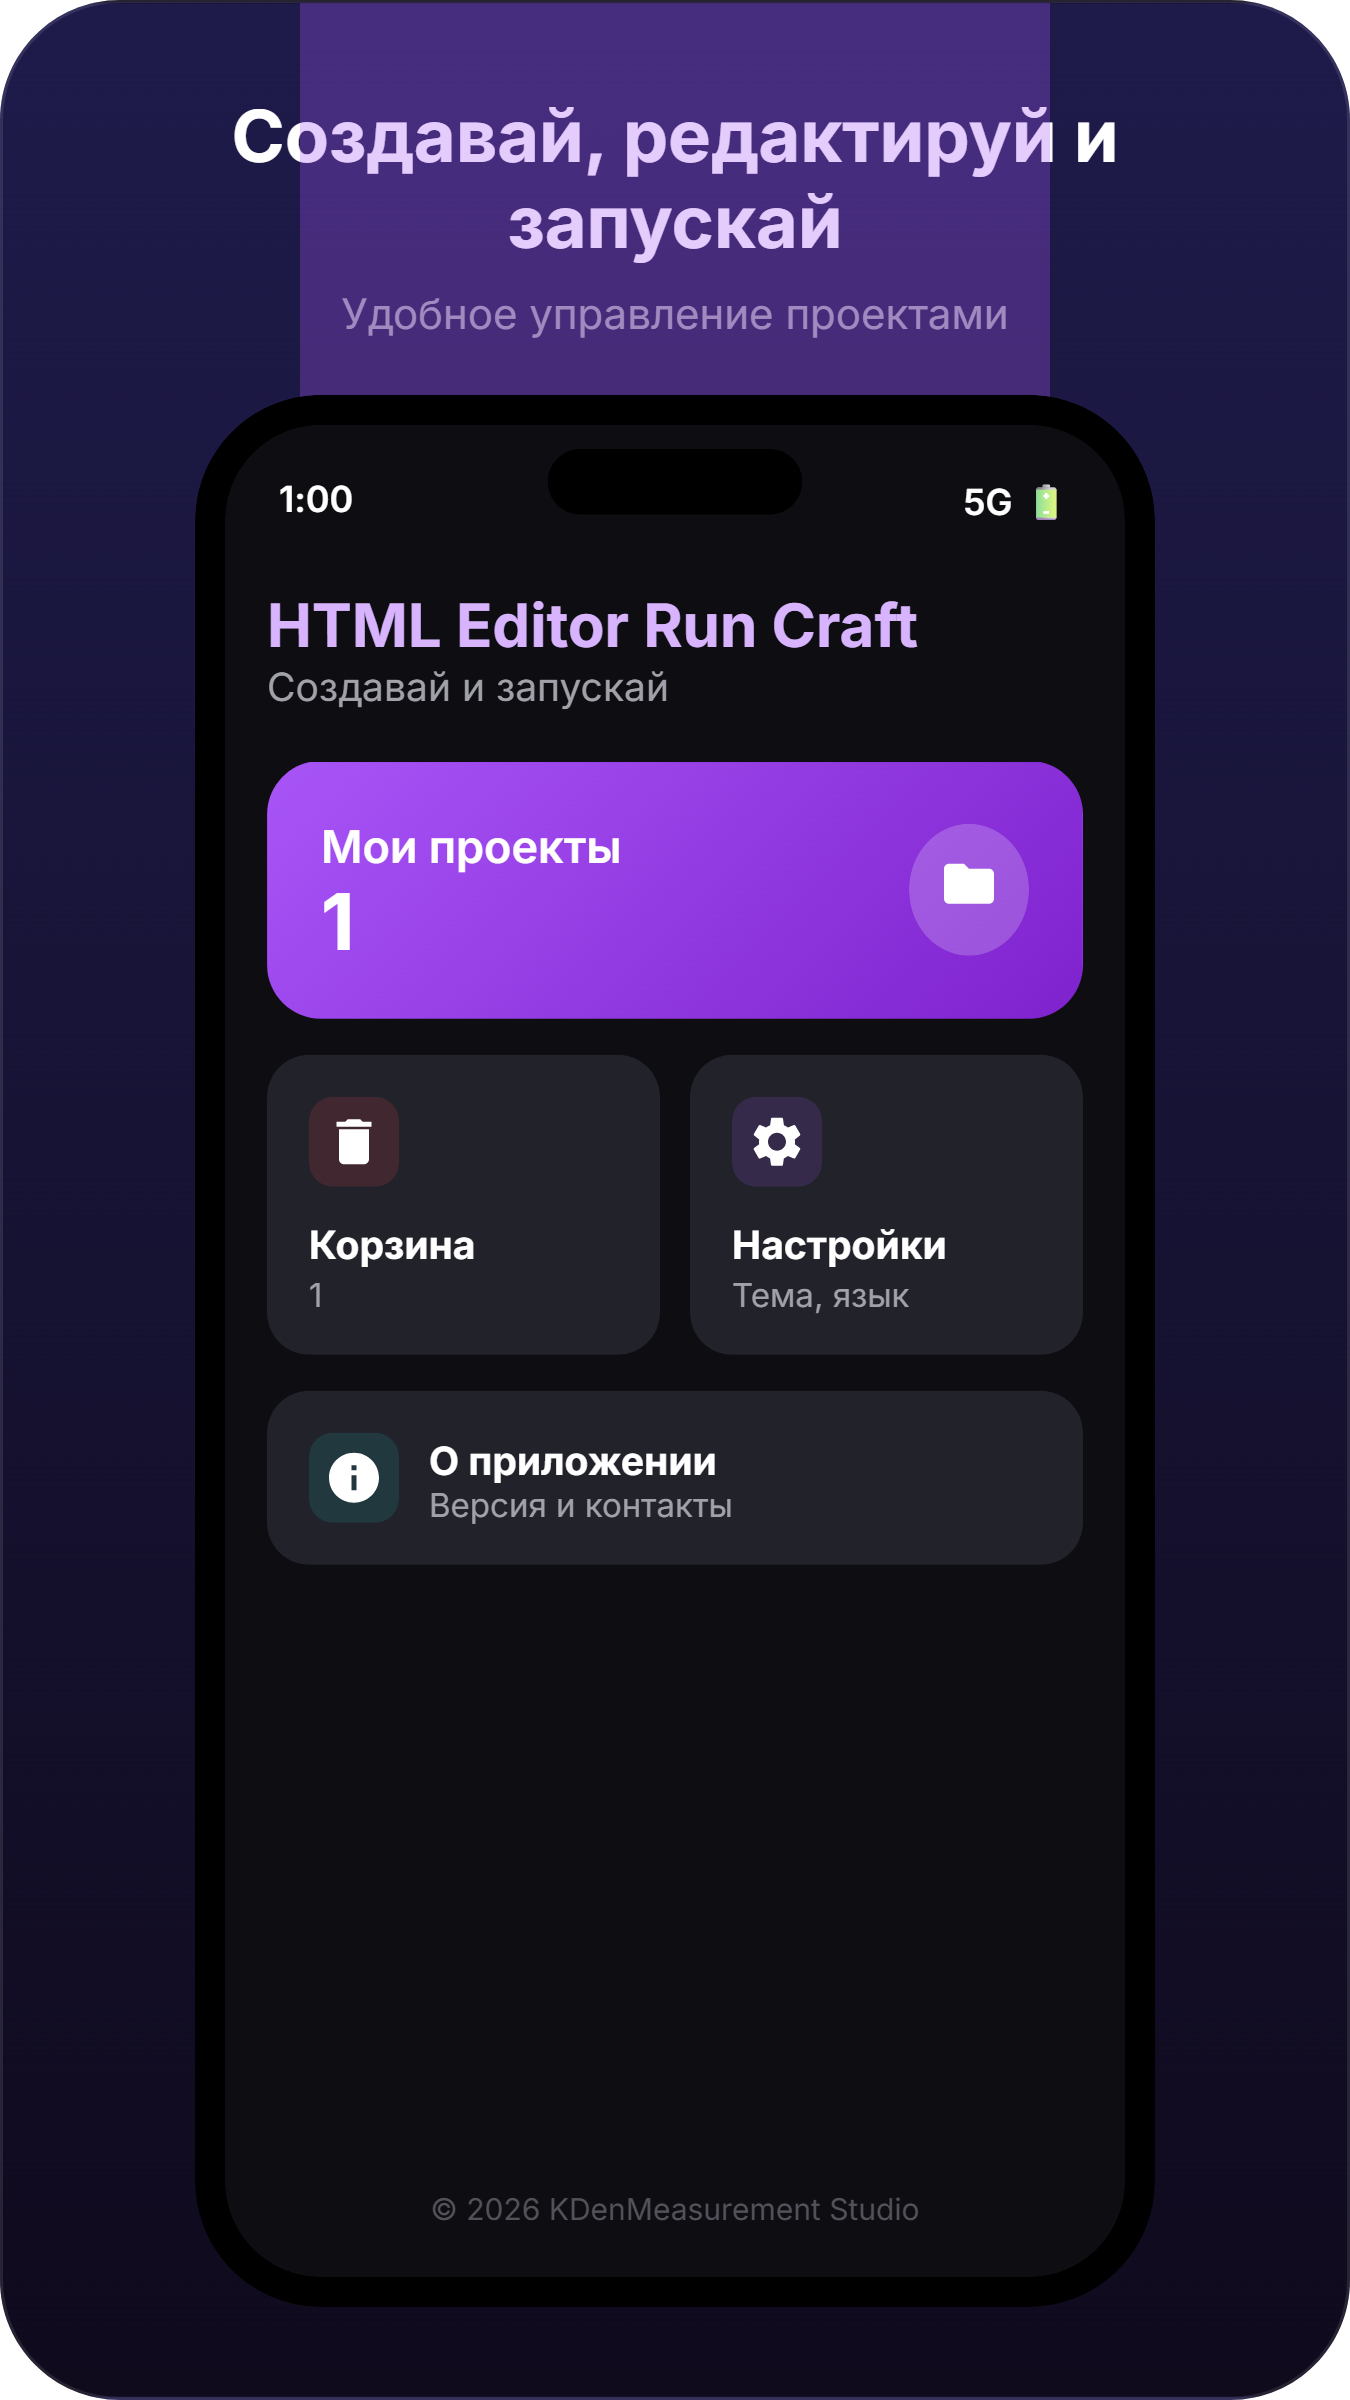 Создавай, редактируй и
запускай
Удобное управление проектами
1:00
5G
HTML Editor Run Craft
Создавай и запускай
Мои проекты
1
Корзина
1
Настройки
Тема, язык
О приложении
Версия и контакты
© 2026 KDenMeasurement Studio